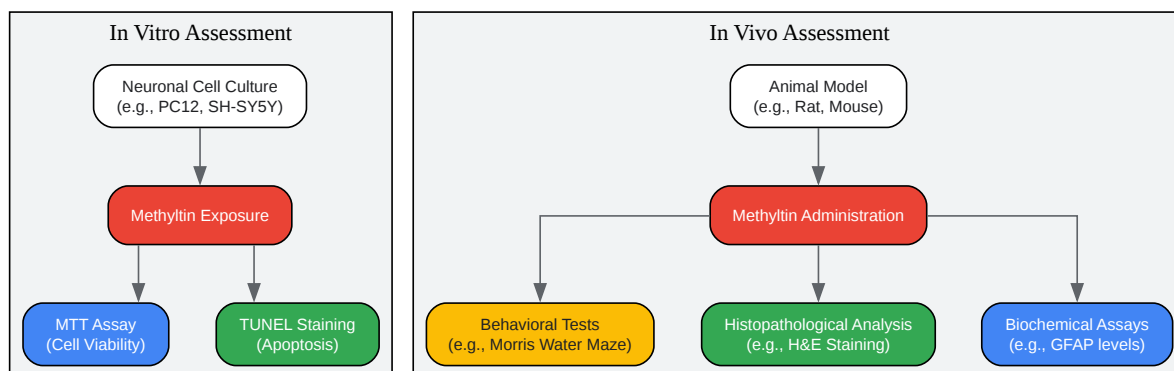 In Vitro Assessment
Neuronal Cell Culture
(e.g., PC12, SH-SY5Y)
Methyltin Exposure
MTT Assay
(Cell Viability)
TUNEL Staining
(Apoptosis)
In Vivo Assessment
Animal Model
(e.g., Rat, Mouse)
Methyltin Administration
Behavioral Tests
(e.g., Morris Water Maze)
Histopathological Analysis
(e.g., H&E Staining)
Biochemical Assays
(e.g., GFAP levels)